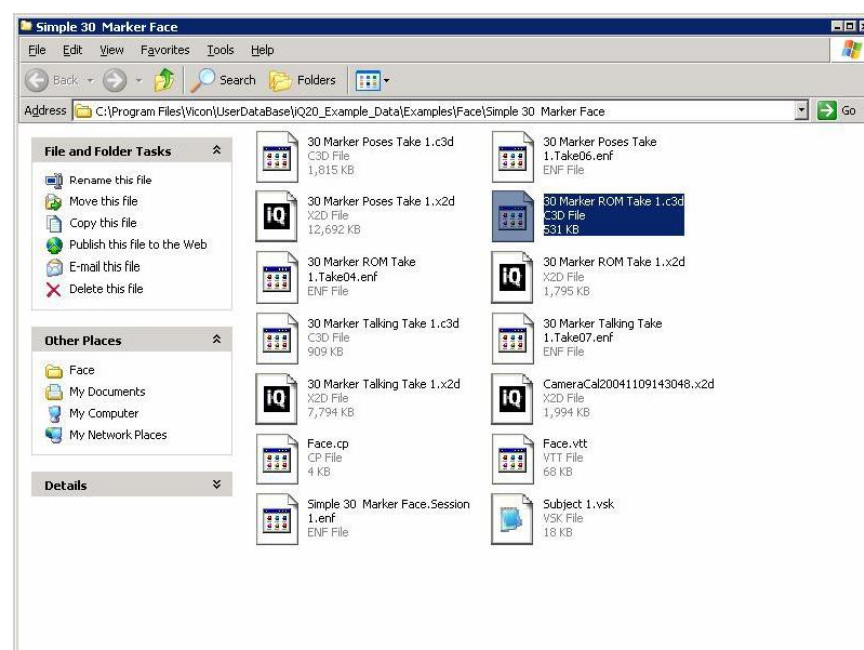 Simple 30 Marker Face
File Edit View Favorites Tools Help
Back Search Folders
Address C:\Program Files\Vicon\UserDataBase\iQ20_Example_Data\Examples\Face\Simple 30 Marker Face Go
File and Folder Tasks
Rename this file
Move this file
Copy this file
Publish this file to the Web
E-mail this file
Delete this file
Other Places
Face
My Documents
My Computer
My Network Places
Details
30 Marker Poses Take 1.c3d
C3D File
1,815 KB
30 Marker Poses Take
1.Take06.enf
ENF File
iQ
30 Marker Poses Take 1.x2d
X2D File
12,692 KB
30 Marker ROM Take 1.c3d
C3D File
531 KB
30 Marker ROM Take
1.Take04.enf
ENF File
iQ
30 Marker ROM Take 1.x2d
X2D File
1,795 KB
30 Marker Talking Take 1.c3d
C3D File
909 KB
30 Marker Talking Take
1.Take07.enf
ENF File
iQ
30 Marker Talking Take 1.x2d
X2D File
7,794 KB
iQ
CameraCal20041109143048.x2d
X2D File
1,994 KB
Face.cp
CP File
4 KB
Face.vtt
VTT File
68 KB
Simple 30 Marker Face.Session
1.enf
ENF File
Subject 1.vsk
VSK File
18 KB